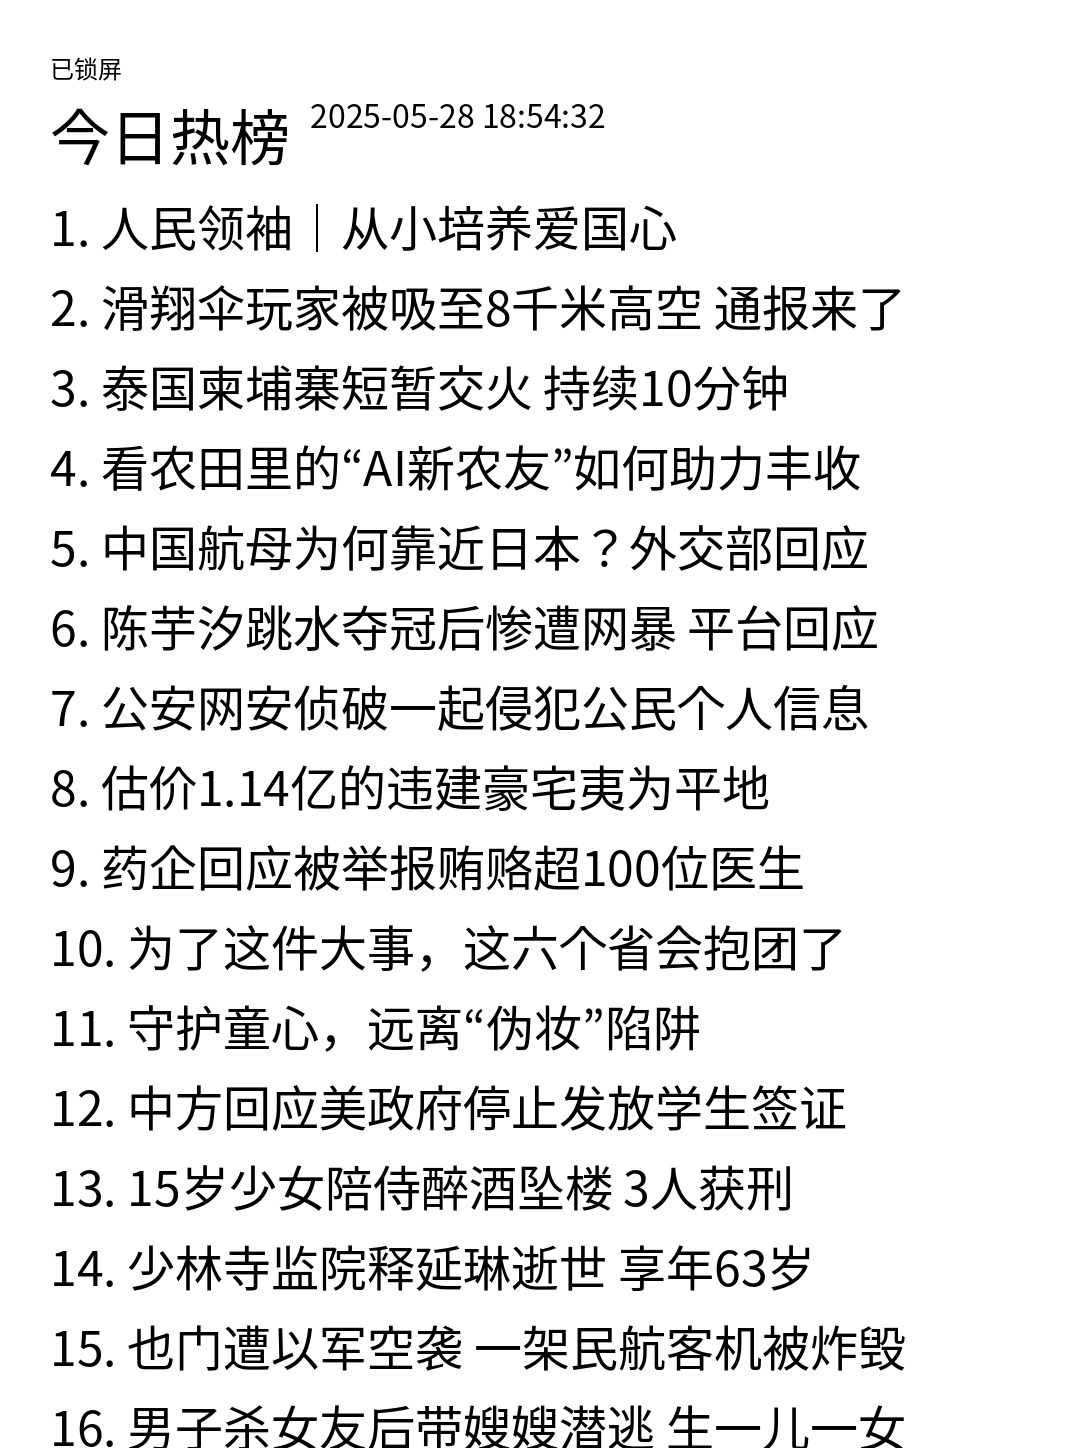 已锁屏
今日热榜 2025-05-28 18:54:32
1. 人民领袖｜从小培养爱国心
2. 滑翔伞玩家被吸至8千米高空 通报来了
3. 泰国柬埔寨短暂交火 持续10分钟
4. 看农田里的“AI新农友”如何助力丰收
5. 中国航母为何靠近日本？外交部回应
6. 陈芋汐跳水夺冠后惨遭网暴 平台回应
7. 公安网安侦破一起侵犯公民个人信息
8. 估价1.14亿的违建豪宅夷为平地
9. 药企回应被举报贿赂超100位医生
10. 为了这件大事，这六个省会抱团了
11. 守护童心，远离“伪妆”陷阱
12. 中方回应美政府停止发放学生签证
13. 15岁少女陪侍醉酒坠楼 3人获刑
14. 少林寺监院释延琳逝世 享年63岁
15. 也门遭以军空袭 一架民航客机被炸毁
16. 男子杀女友后带嫂嫂潜逃 生一儿一女